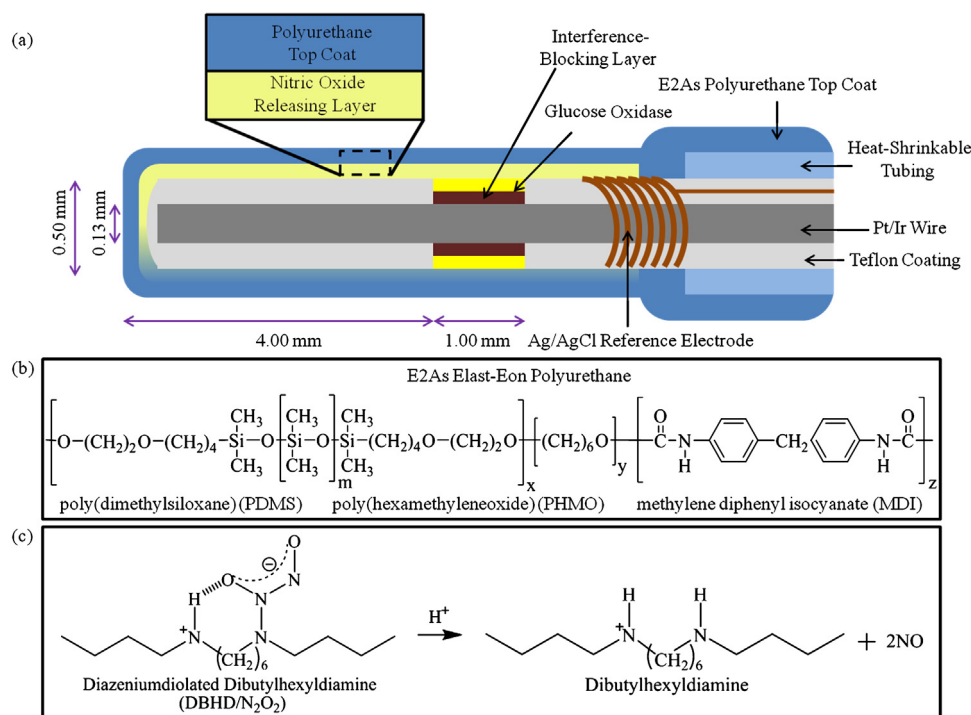 (a)
Polyurethane
Top Coat
Nitric Oxide
Releasing Layer
Interference-
Blocking Layer
Glucose Oxidase
E2As Polyurethane Top Coat
Heat-Shrinkable
Tubing
Pt/Ir Wire
Teflon Coating
0.50 mm
0.13 mm
4.00 mm
1.00 mm
Ag/AgCl Reference Electrode
(b)
E2As Elast-Eon Polyurethane
CH₃ CH₃ CH₃
O—(CH₂)₂O—(CH₂)₄—Si—O—(Si—O)—Si—(CH₂)₄O—(CH₂)₂O
CH₃ CH₃ CH₃
m
x
(CH₂)₆O
y
O O
C—N—CH₂—N—C
H H
z
poly(dimethylsiloxane) (PDMS)
poly(hexamethyleneoxide) (PHMO)
methylene diphenyl isocyanate (MDI)
(c)
O
⊖
O N
H N
N⁺ N
(CH₂)₆
Diazeniumdiolated Dibutylhexyldiamine
(DBHD/N₂O₂)
H⁺
H H
N⁺ N
(CH₂)₆
Dibutylhexyldiamine
+ 2NO